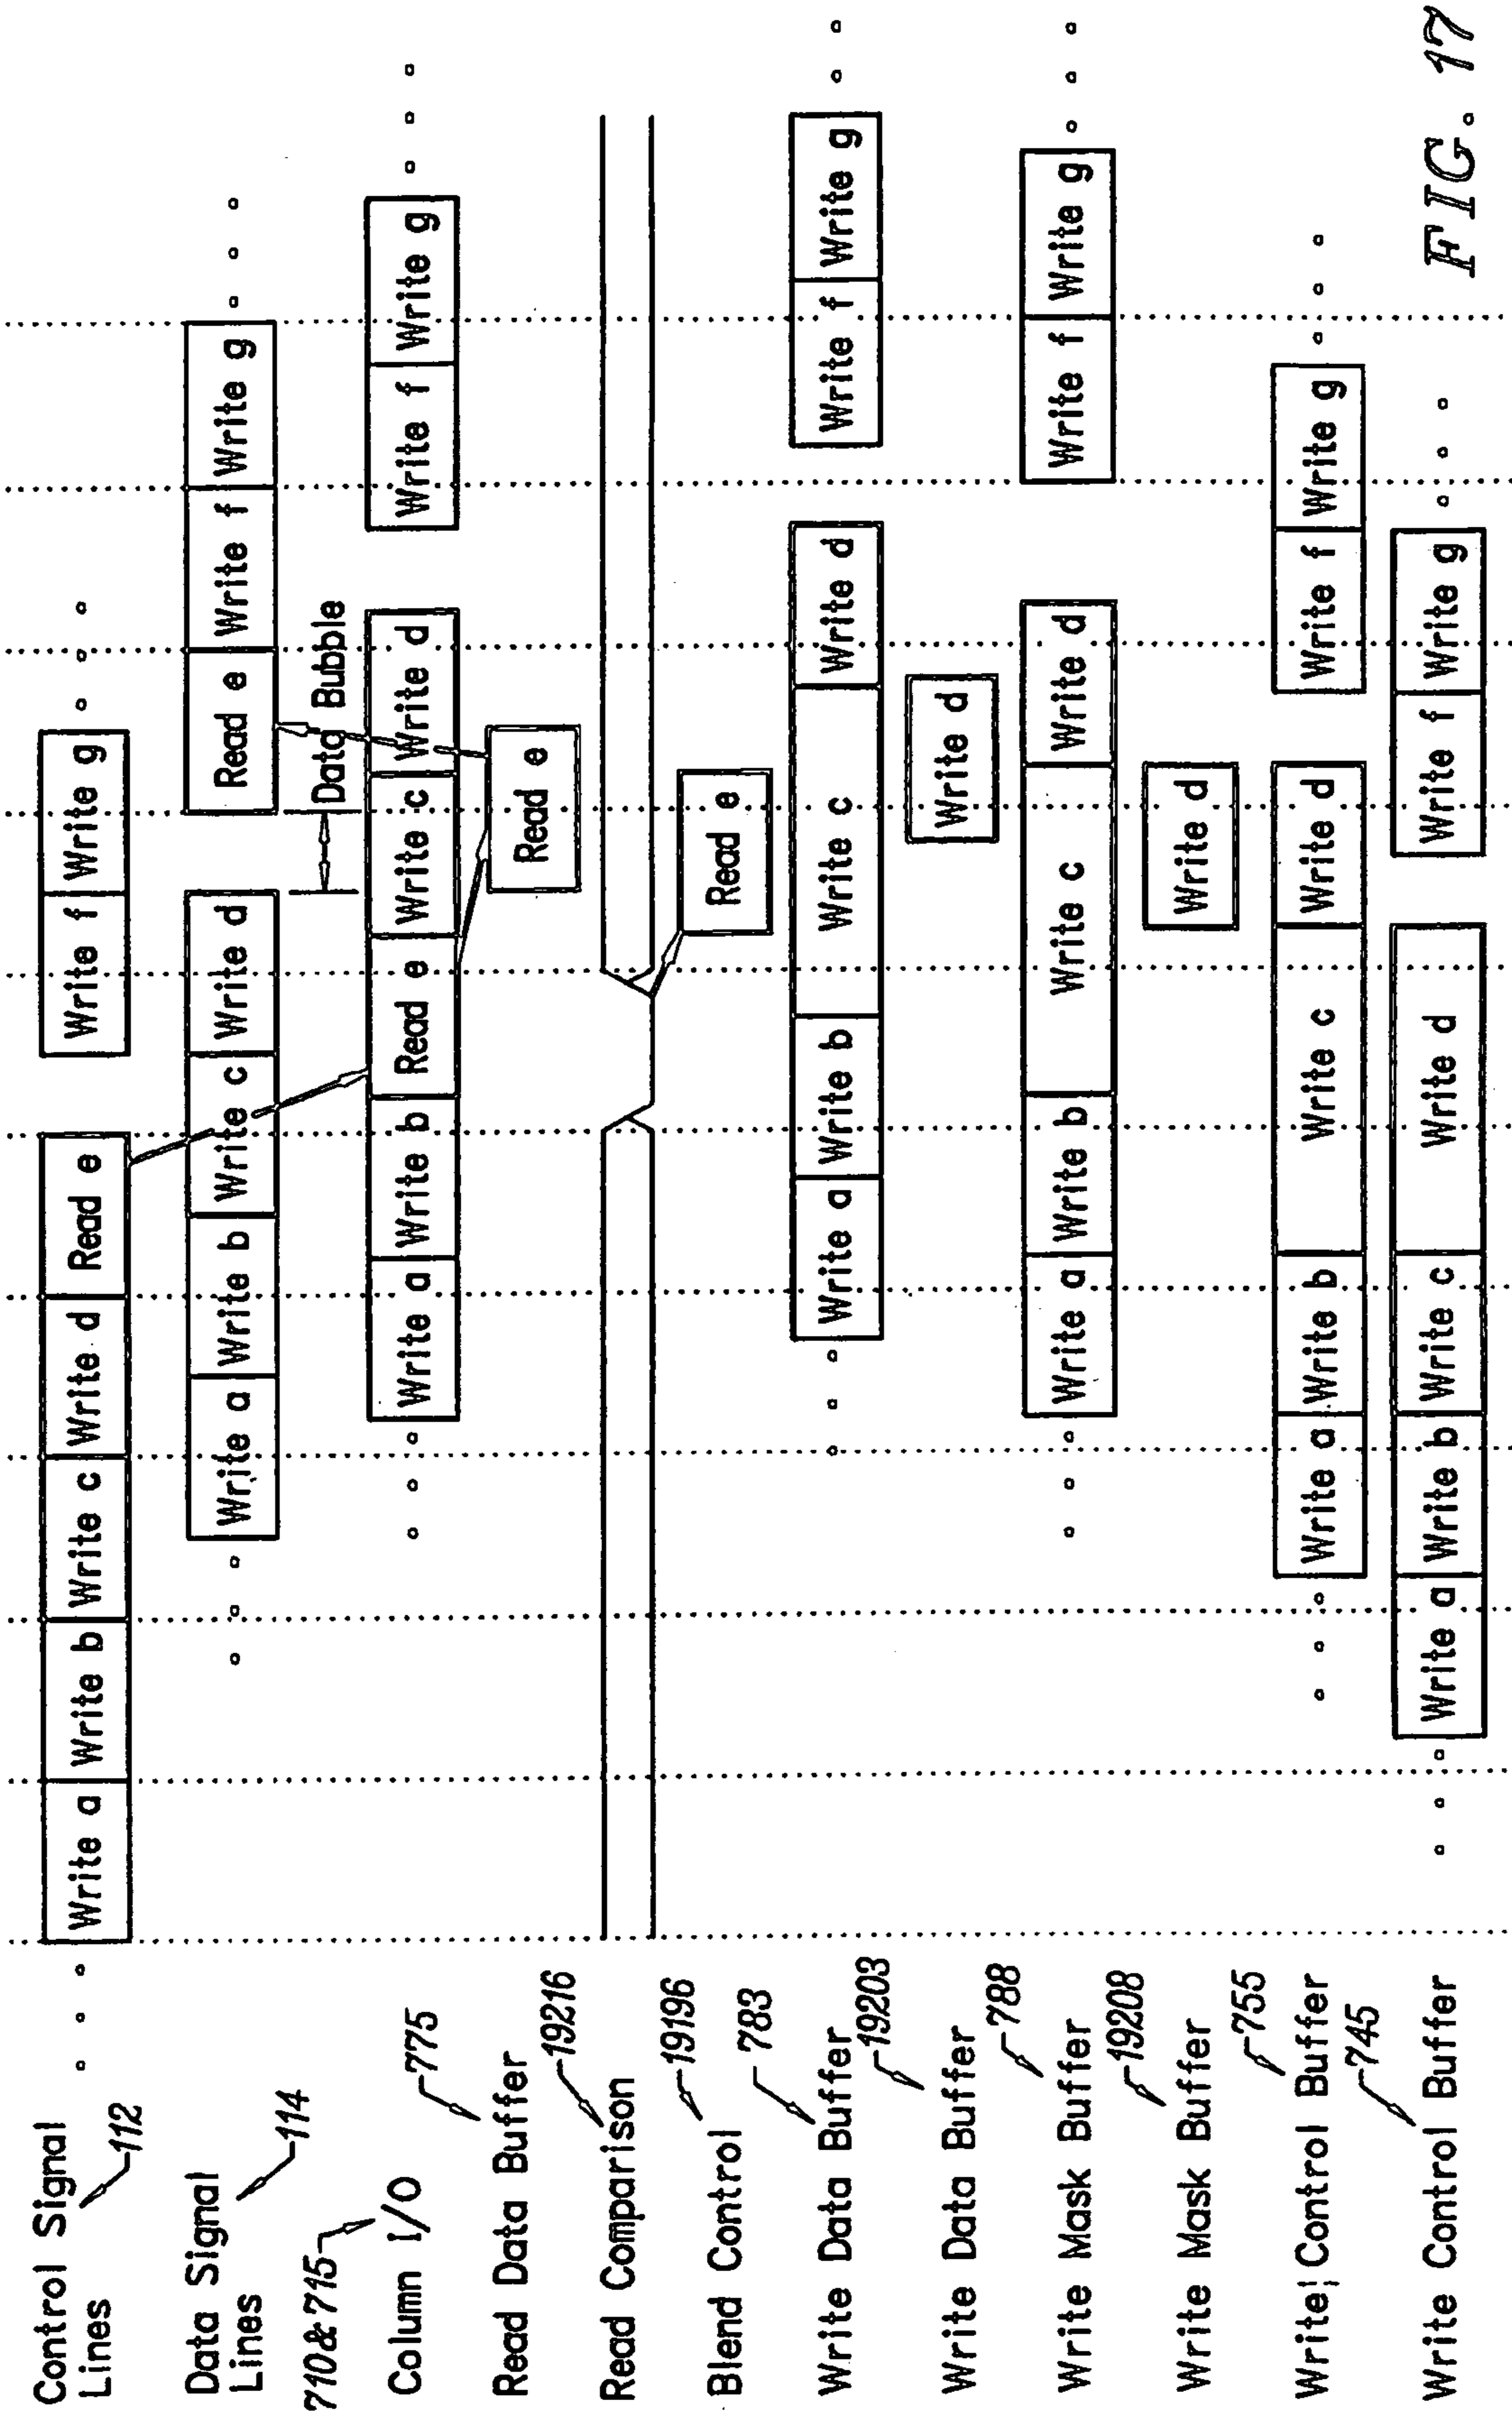 Control Signal
Lines
112
Write a Write b Write c Write d Read e Write f Write g
Data Signal
Lines
114
Write a Write b Write c Write d Read e Write f Write g
Data Bubble
710&715
Column I/O
Write a Write b Read e Write c Write d Write f Write g
775
Read Data Buffer
Read e
19216
Read Comparison
19196
Blend Control
Read e
783
Write Data Buffer
Write a Write b Write c Write d Write f Write g
19203
Write Data Buffer
Write d
788
Write Mask Buffer
Write a Write b Write c Write d Write f Write g
19208
Write Mask Buffer
Write d
755
Write Control Buffer
Write a Write b Write c Write d Write f Write g
745
Write Control Buffer
Write a Write b Write c Write d Write f Write g
FIG. 17